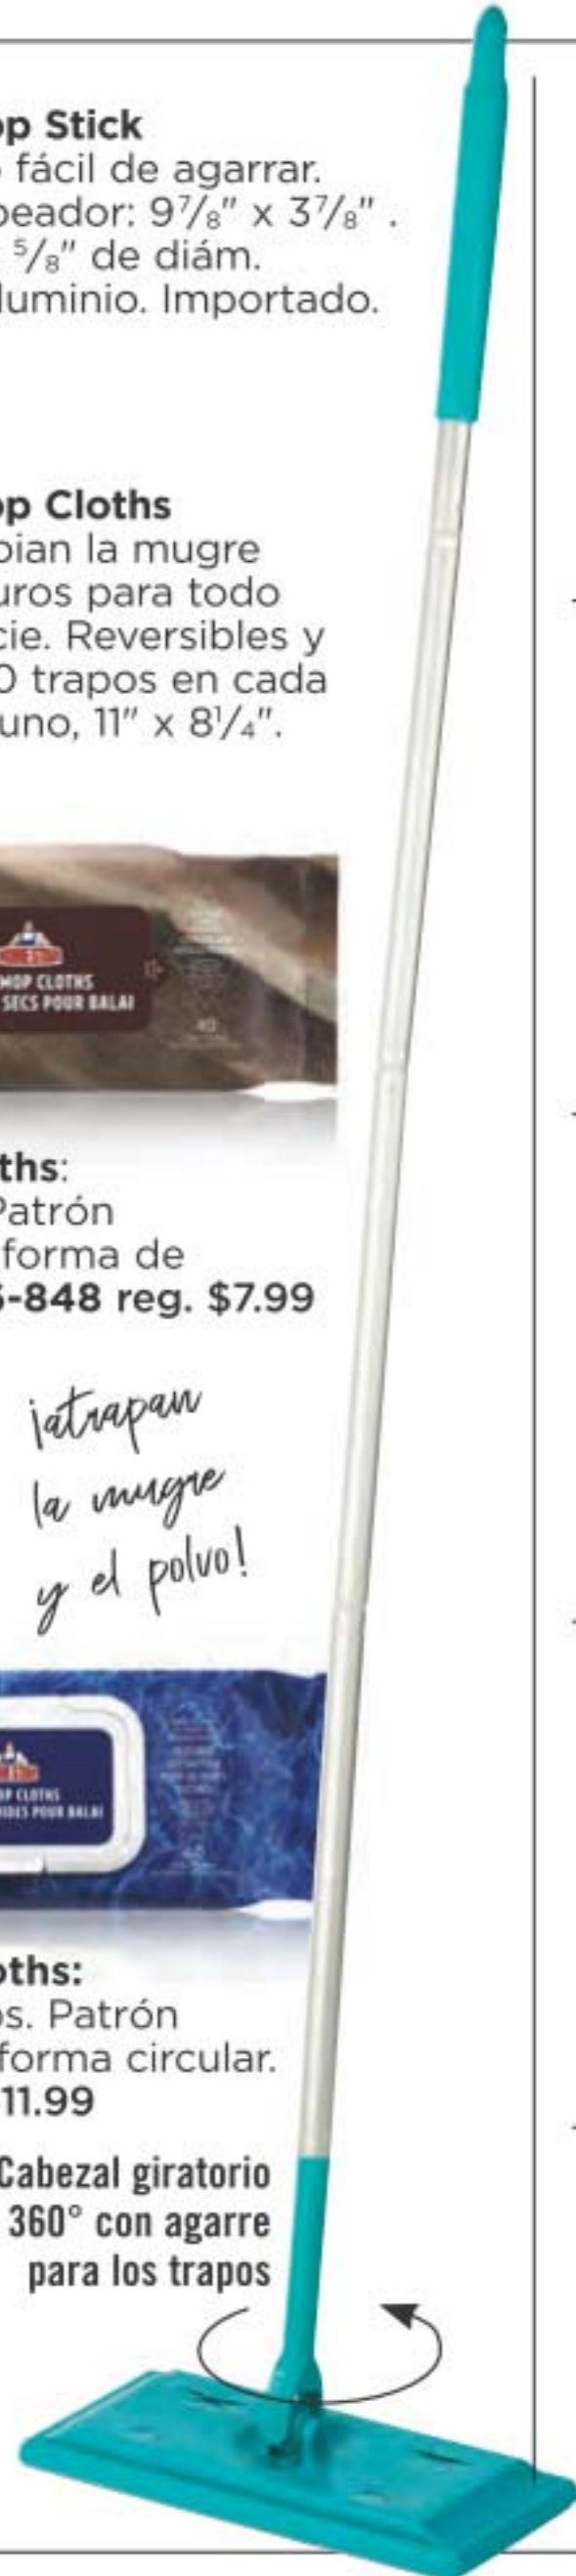 op Stick
fácil de agarrar.
peador: 9⅞" x 3⅞" .
⅝" de diám.
luminio. Importado.
op Cloths
pian la mugre
uros para todo
cie. Reversibles y
0 trapos en cada
uno, 11" x 8¼".
MOP CLOTHS
SECS POUR BALAI
ths:
Patrón
forma de
-848 reg. $7.99
¡atrapan
la mugre
y el polvo!
OP CLOTHS
IDES POUR BALAI
oths:
os. Patrón
forma circular.
11.99
Cabezal giratorio
360° con agarre
para los trapos